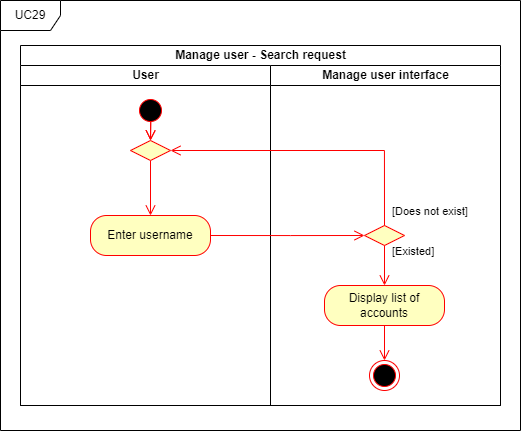 UC29
Manage user - Search request
User
Manage user interface
[Does not exist]
Enter username
[Existed]
Display list of
accounts